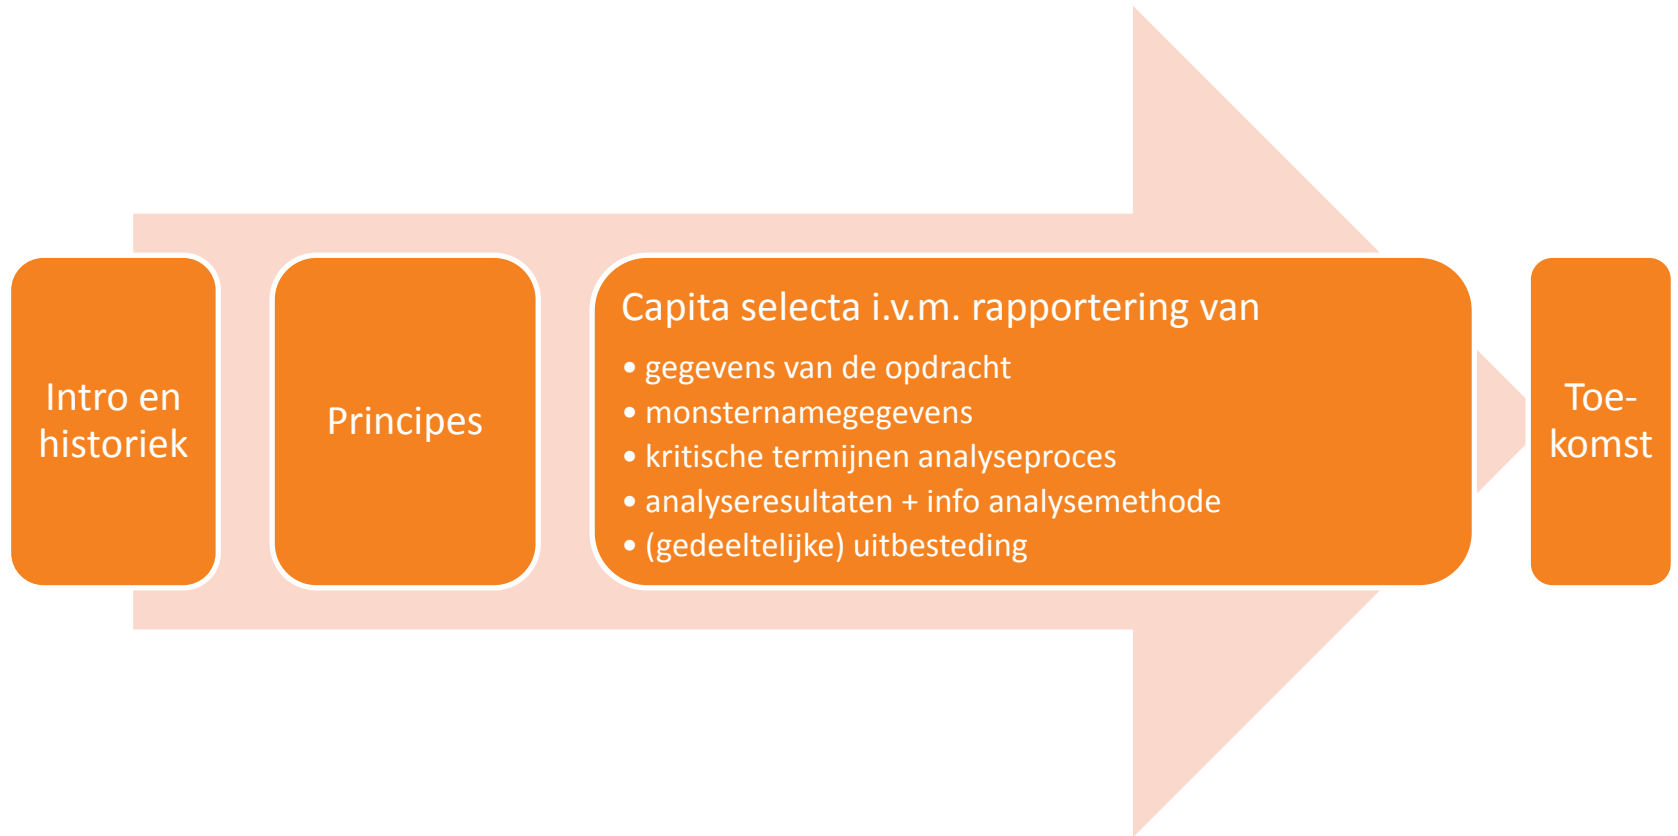 Intro en
historiek
Principes
Capita selecta i.v.m. rapportering van
• gegevens van de opdracht
• monsternamegegevens
• kritische termijnen analyseproces
• analyseresultaten + info analysemethode
• (gedeeltelijke) uitbesteding
Toe-
komst